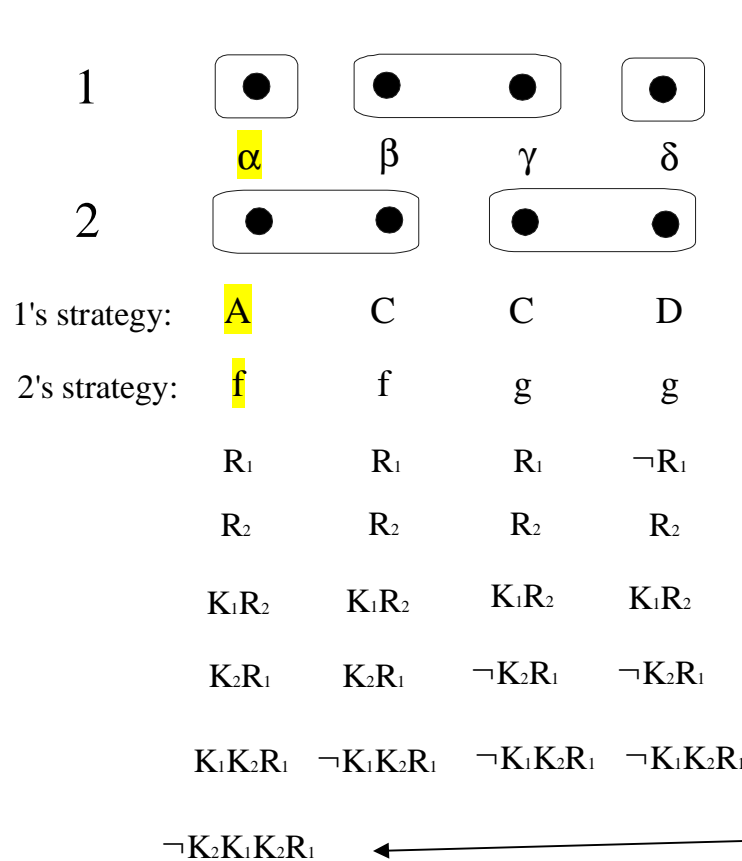 1
α β γ δ
2
1's strategy: A C C D
2's strategy: f f g g
R₁ R₁ R₁ ¬R₁
R₂ R₂ R₂ R₂
K₁R₂ K₁R₂ K₁R₂ K₁R₂
K₂R₁ K₂R₁ ¬K₂R₁ ¬K₂R₁
K₁K₂R₁ ¬K₁K₂R₁ ¬K₁K₂R₁ ¬K₁K₂R₁
¬K₂K₁K₂R₁